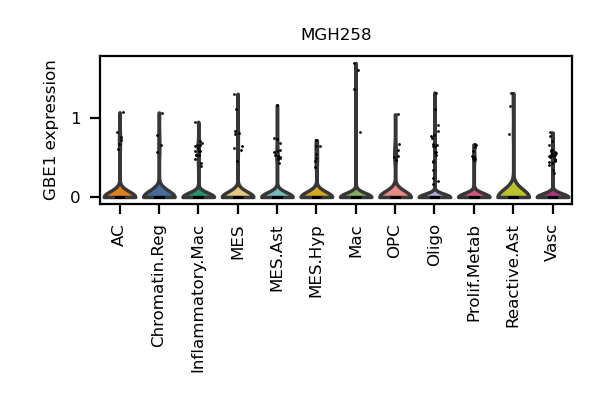 MGH258
GBE1 expression
1
0
AC
Chromatin.Reg
Inflammatory.Mac
MES
MES.Ast
MES.Hyp
Mac
OPC
Oligo
Prolif.Metab
Reactive.Ast
Vasc